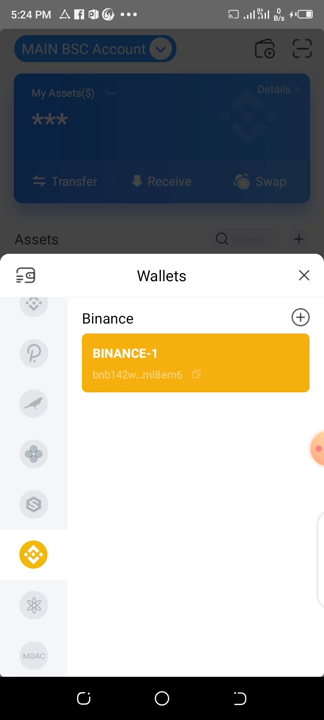 5:24 PM
0
B/s
MAIN BSC Account
My Assets($)
Details
***
Transfer
Receive
Swap
Assets
Search
Wallets
Binance
BINANCE-1
bnb142w...ml8em6
MOAC